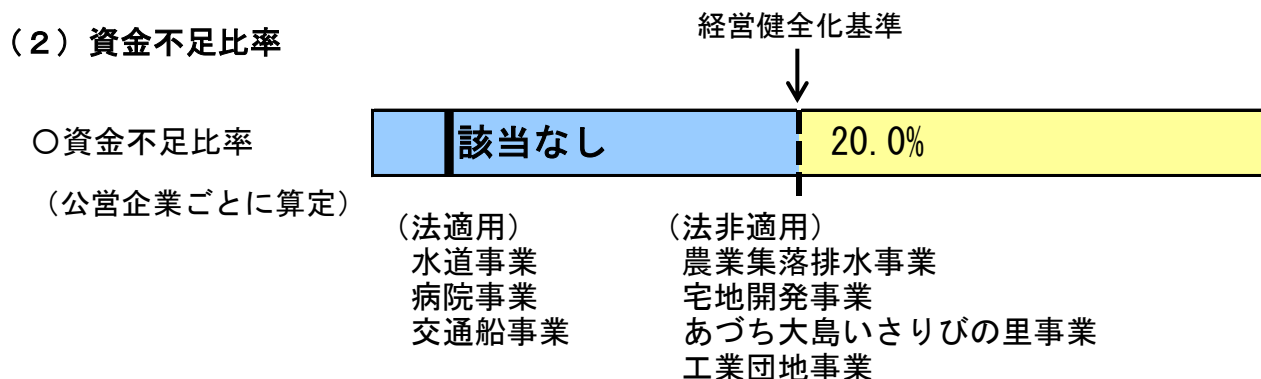 （２）資金不足比率
経営健全化基準
○資金不足比率
該当なし
20.0%
（公営企業ごとに算定）
（法適用）
水道事業
病院事業
交通船事業
（法非適用）
農業集落排水事業
宅地開発事業
あづち大島いさりびの里事業
工業団地事業